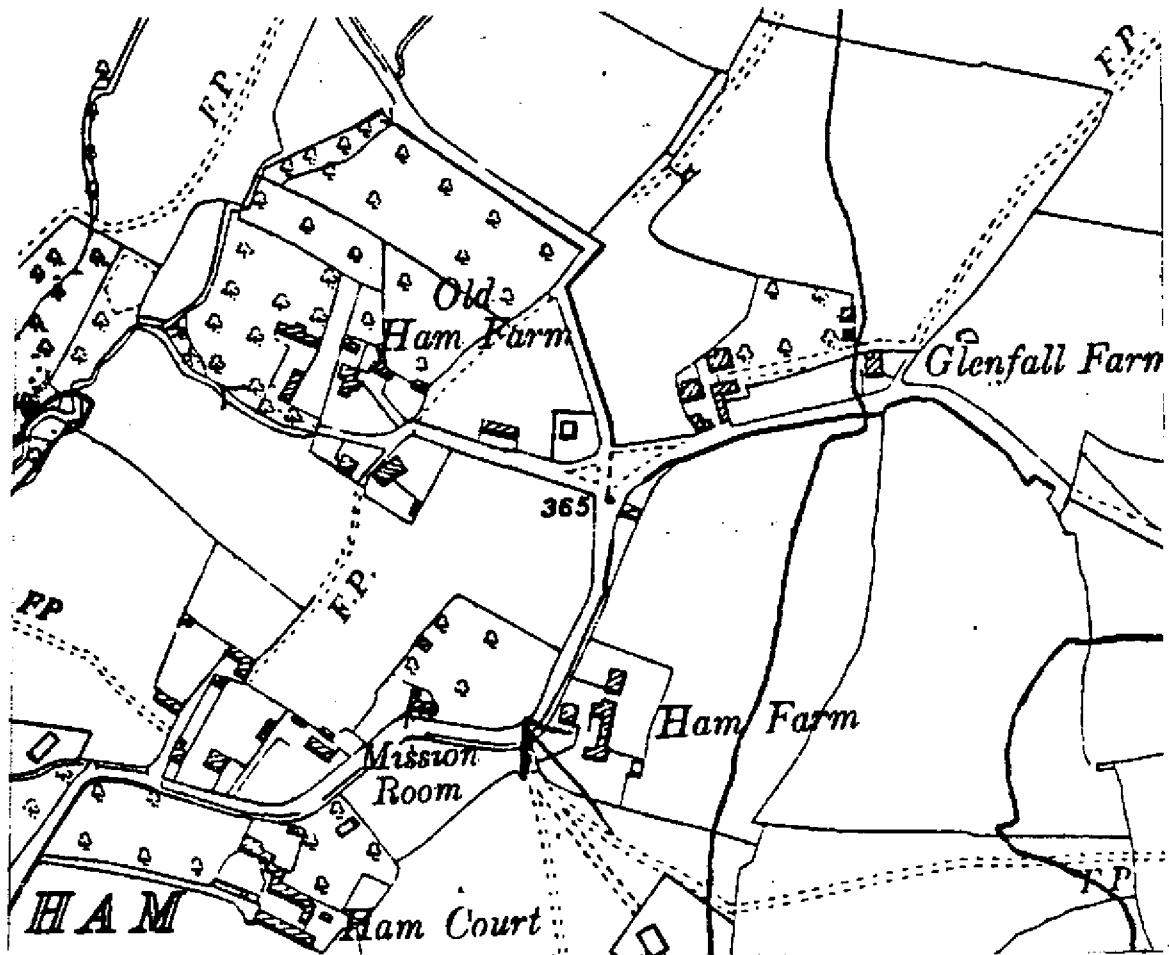 F.P.
F.P.
Old
Ham Farm
Glenfall Farm
365
F.P.
FP
Ham Farm
Mission
Room
F.P.
HAM
Ham Court